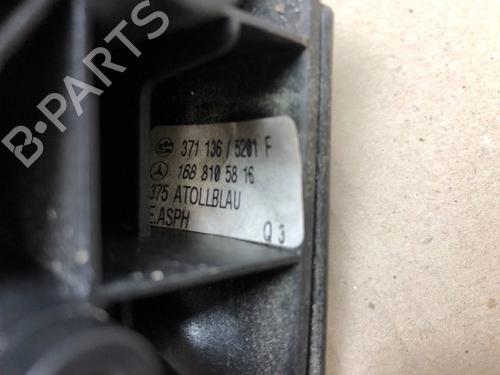 B-PARTS
371 136 / 5201 F
168 810 58 16
375 ATOLLBLAU
E.ASPH
Q 3